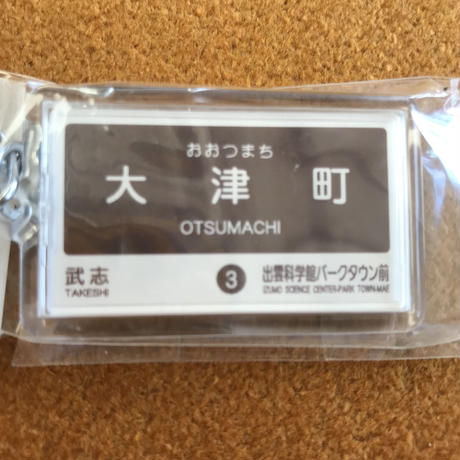 おおつまち
大津町
OTSUMACHI
武志 3 出雲科学館パークタウン前
TAKESHI IZUMO SCIENCE CENTER-PARK TOWN-MAE